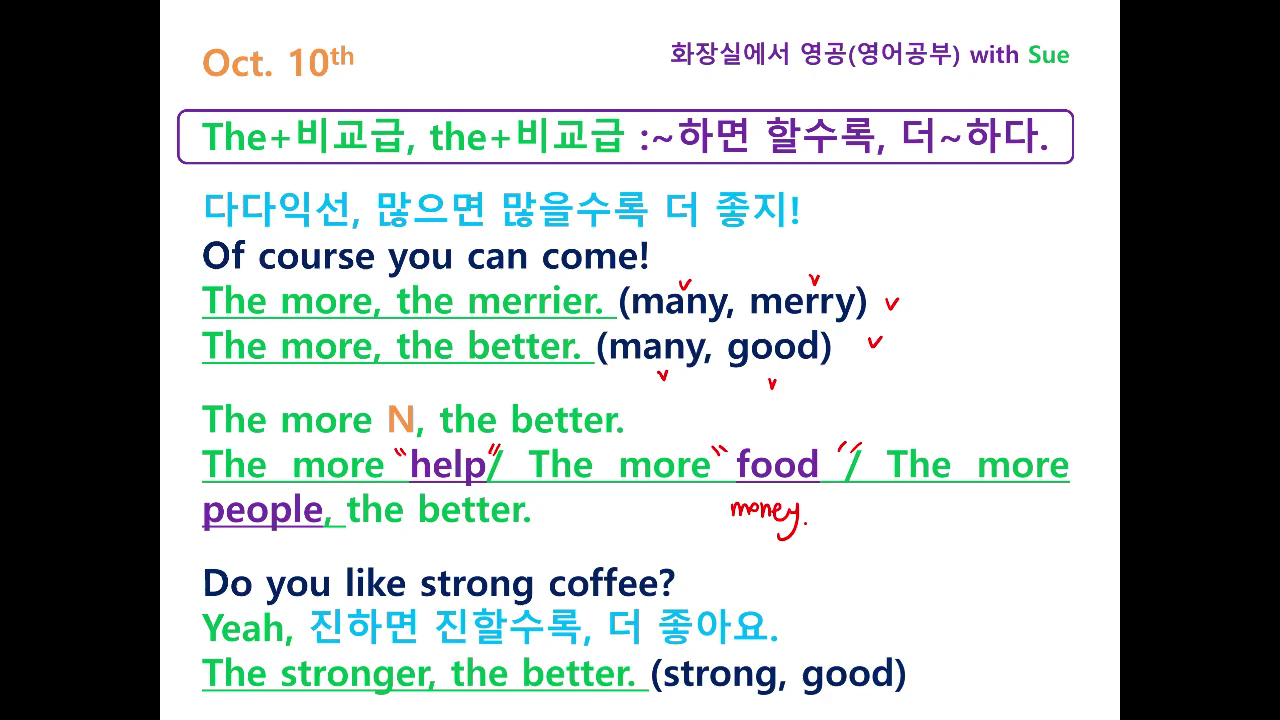 Oct. 10th
화장실에서 영공(영어공부) with Sue
The+비교급, the+비교급 :~하면 할수록, 더~하다.
다다익선, 많으면 많을수록 더 좋지!
Of course you can come!
The more, the merrier. (many, merry)
The more, the better. (many, good)
The more N, the better.
The more "help"/ The more "food"/ The more
people, the better.
money.
Do you like strong coffee?
Yeah, 진하면 진할수록, 더 좋아요.
The stronger, the better. (strong, good)